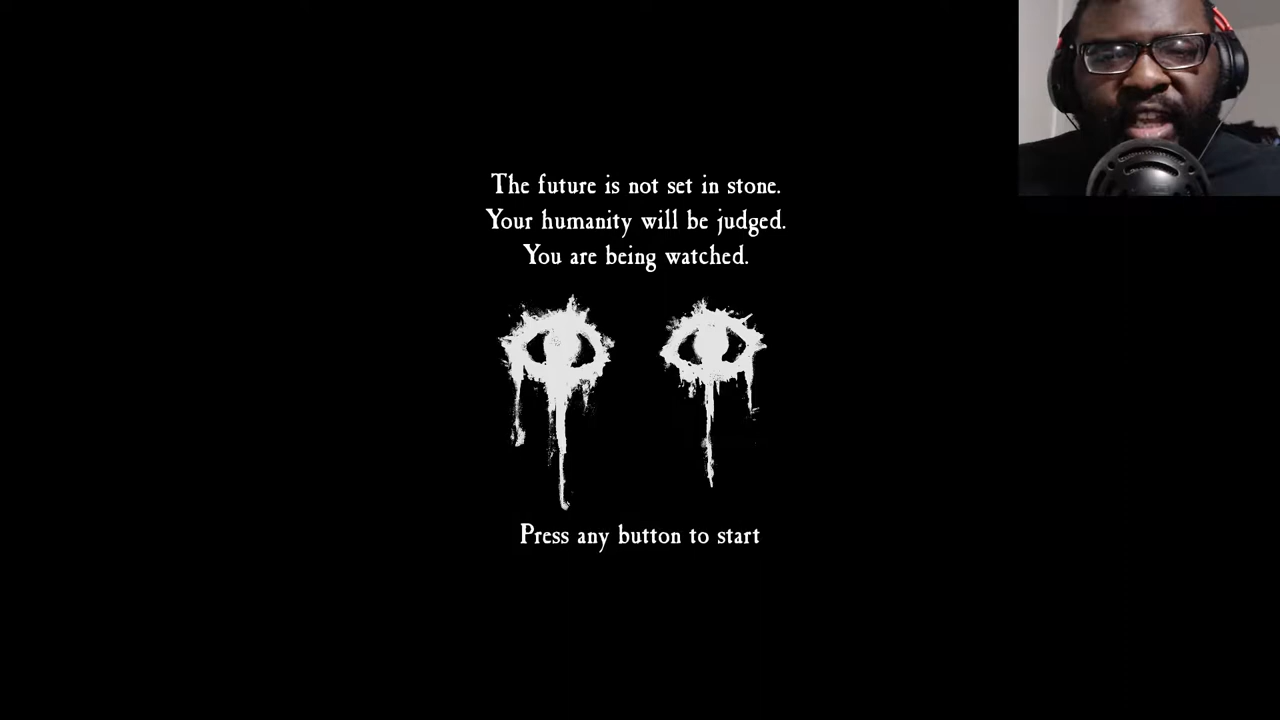 The future is not set in stone.
Your humanity will be judged.
You are being watched.
Press any button to start